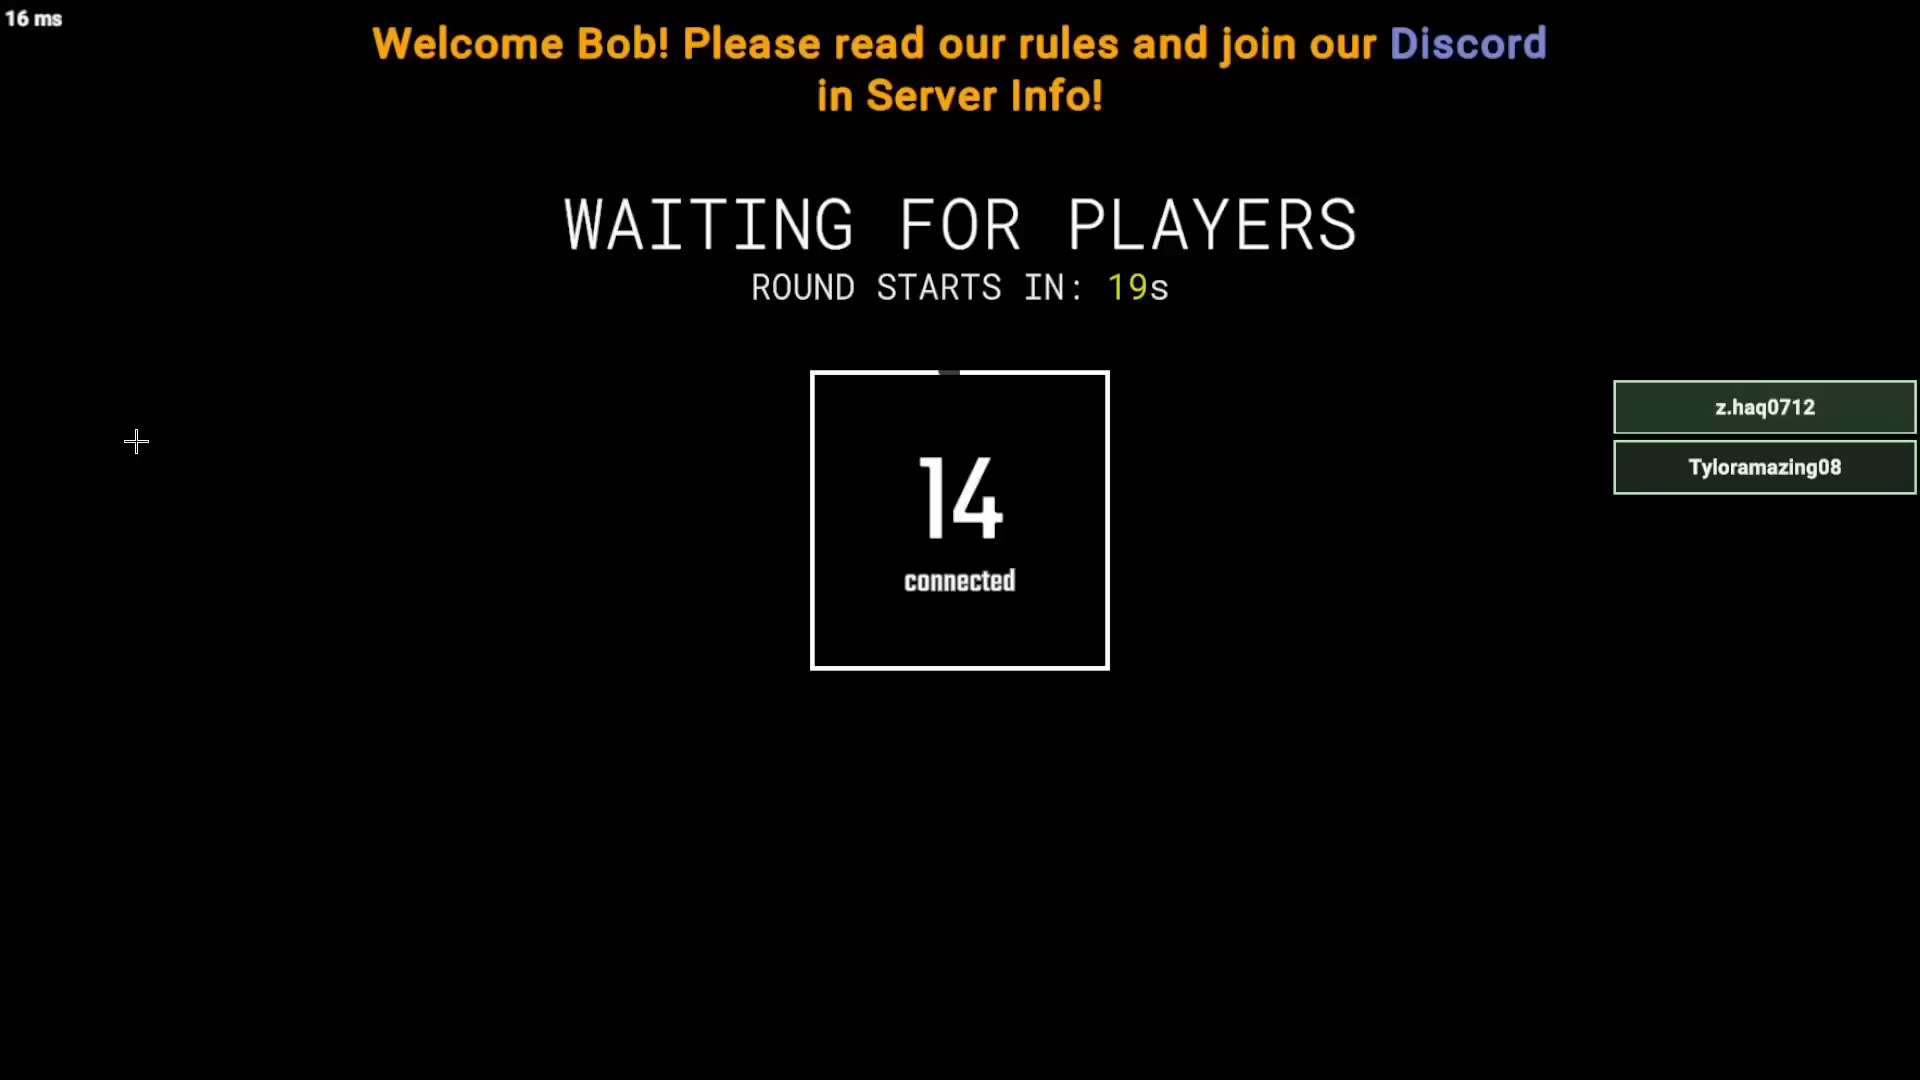 16 ms
Welcome Bob! Please read our rules and join our Discord
in Server Info!
WAITING FOR PLAYERS
ROUND STARTS IN: 19s
14
connected
z.haq0712
Tyloramazing08